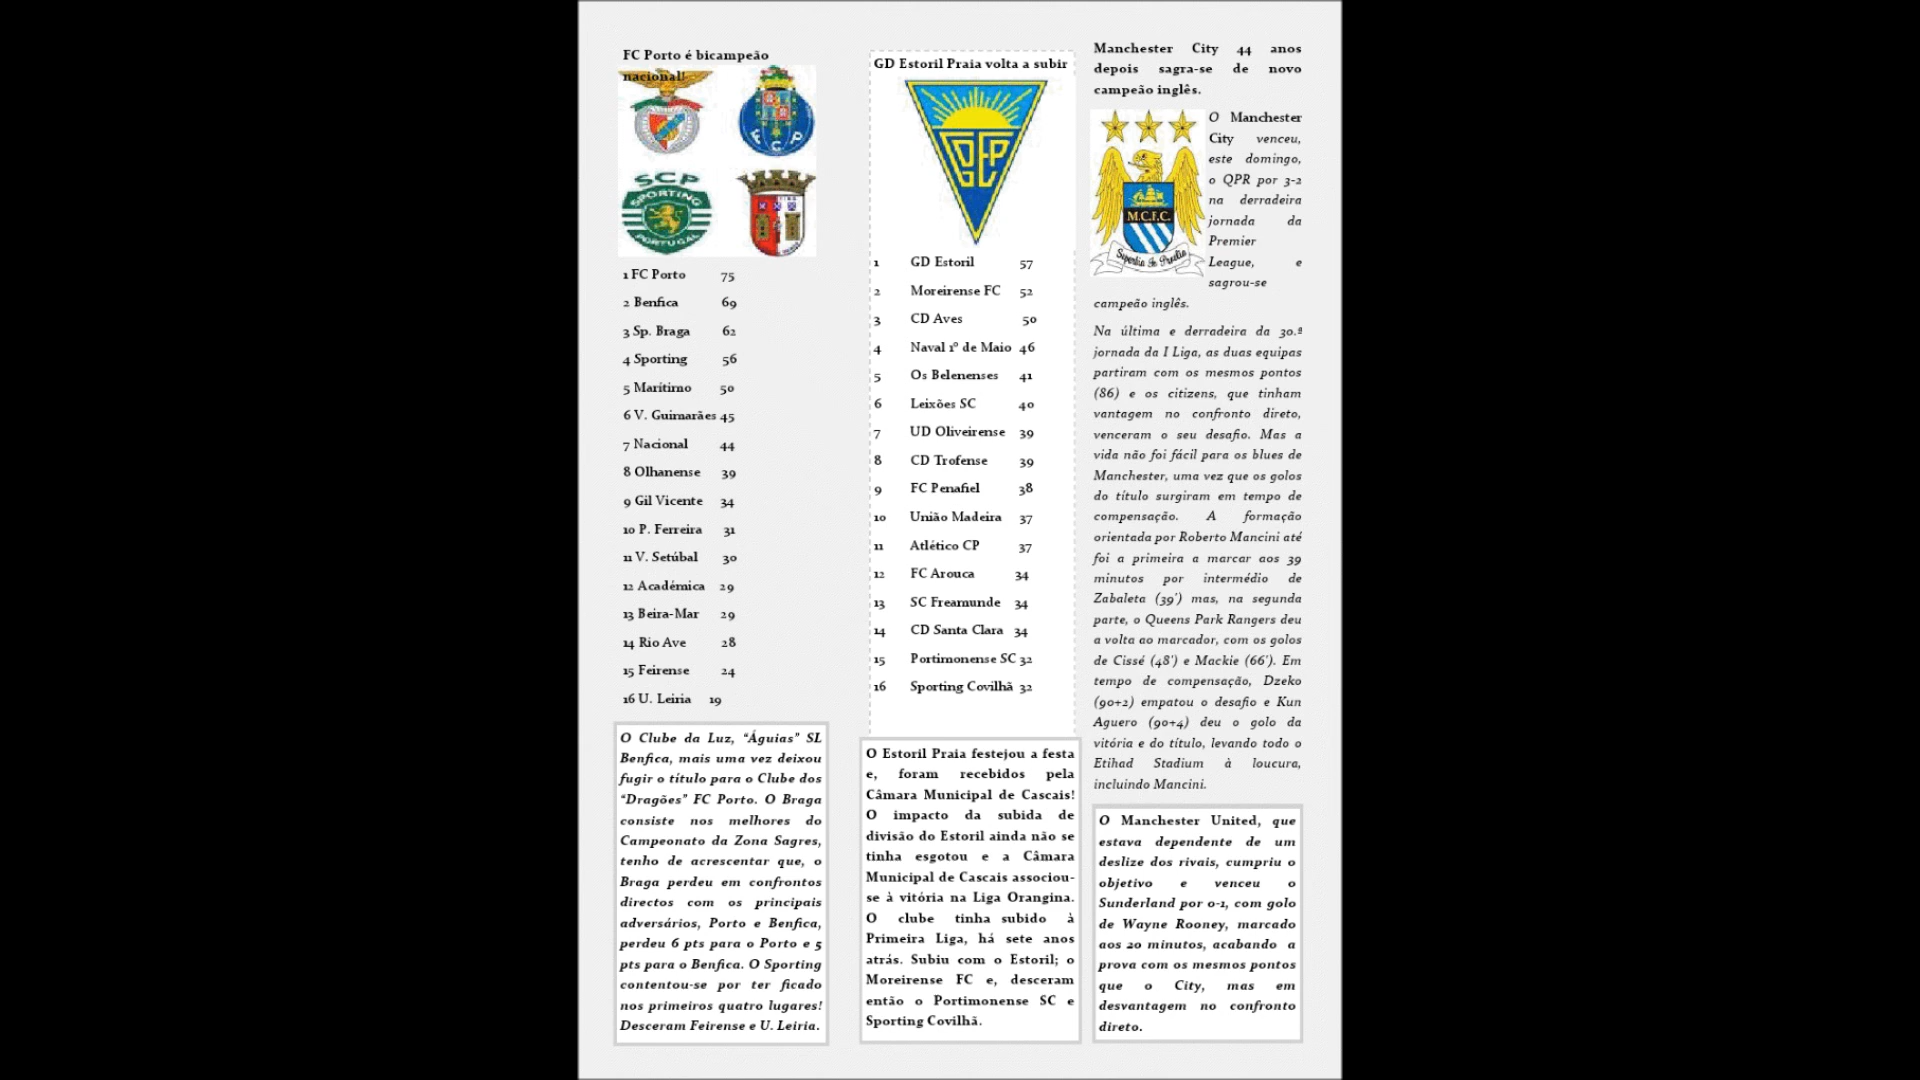 FC Porto é bicampeão
nacional!
SCP
SPORTING
PORTUGAL
F C P
1 FC Porto 75
2 Benfica 69
3 Sp. Braga 62
4 Sporting 56
5 Marítimo 50
6 V. Guimarães 45
7 Nacional 44
8 Olhanense 39
9 Gil Vicente 34
10 P. Ferreira 31
11 V. Setúbal 30
12 Académica 29
13 Beira-Mar 29
14 Rio Ave 28
15 Feirense 24
16 U. Leiria 19
O Clube da Luz, “Águias” SL
Benfica, mais uma vez deixou
fugir o título para o Clube dos
“Dragões” FC Porto. O Braga
consiste nos melhores do
Campeonato da Zona Sagres,
tenho de acrescentar que, o
Braga perdeu em confrontos
directos com os principais
adversários, Porto e Benfica,
perdeu 6 pts para o Porto e 5
pts para o Benfica. O Sporting
contentou-se por ter ficado
nos primeiros quatro lugares!
Desceram Feirense e U. Leiria.
GD Estoril Praia volta a subir
GDEP
1 GD Estoril 57
2 Moreirense FC 52
3 CD Aves 50
4 Naval 1º de Maio 46
5 Os Belenenses 41
6 Leixões SC 40
7 UD Oliveirense 39
8 CD Trofense 39
9 FC Penafiel 38
10 União Madeira 37
11 Atlético CP 37
12 FC Arouca 34
13 SC Freamunde 34
14 CD Santa Clara 34
15 Portimonense SC 32
16 Sporting Covilhã 32
O Estoril Praia festejou a festa
e, foram recebidos pela
Câmara Municipal de Cascais!
O impacto da subida de
divisão do Estoril ainda não se
tinha esgotou e a Câmara
Municipal de Cascais associou-
se à vitória na Liga Orangina.
O clube tinha subido à
Primeira Liga, há sete anos
atrás. Subiu com o Estoril; o
Moreirense FC e, desceram
então o Portimonense SC e
Sporting Covilhã.
Manchester City 44 anos
depois sagra-se de novo
campeão inglês.
M.C.F.C.
Superbia In Proelio
O Manchester
City venceu,
este domingo,
o QPR por 3-2
na derradeira
jornada da
Premier
League, e
sagrou-se
campeão inglês.
Na última e derradeira da 30.ª
jornada da I Liga, as duas equipas
partiram com os mesmos pontos
(86) e os citizens, que tinham
vantagem no confronto direto,
venceram o seu desafio. Mas a
vida não foi fácil para os blues de
Manchester, uma vez que os golos
do título surgiram em tempo de
compensação. A formação
orientada por Roberto Mancini até
foi a primeira a marcar aos 39
minutos por intermédio de
Zabaleta (39') mas, na segunda
parte, o Queens Park Rangers deu
a volta ao marcador, com os golos
de Cissé (48') e Mackie (66'). Em
tempo de compensação, Dzeko
(90+2) empatou o desafio e Kun
Aguero (90+4) deu o golo da
vitória e do título, levando todo o
Etihad Stadium à loucura,
incluindo Mancini.
O Manchester United, que
estava dependente de um
deslize dos rivais, cumpriu o
objetivo e venceu o
Sunderland por 0-1, com golo
de Wayne Rooney, marcado
aos 20 minutos, acabando a
prova com os mesmos pontos
que o City, mas em
desvantagem no confronto
direto.